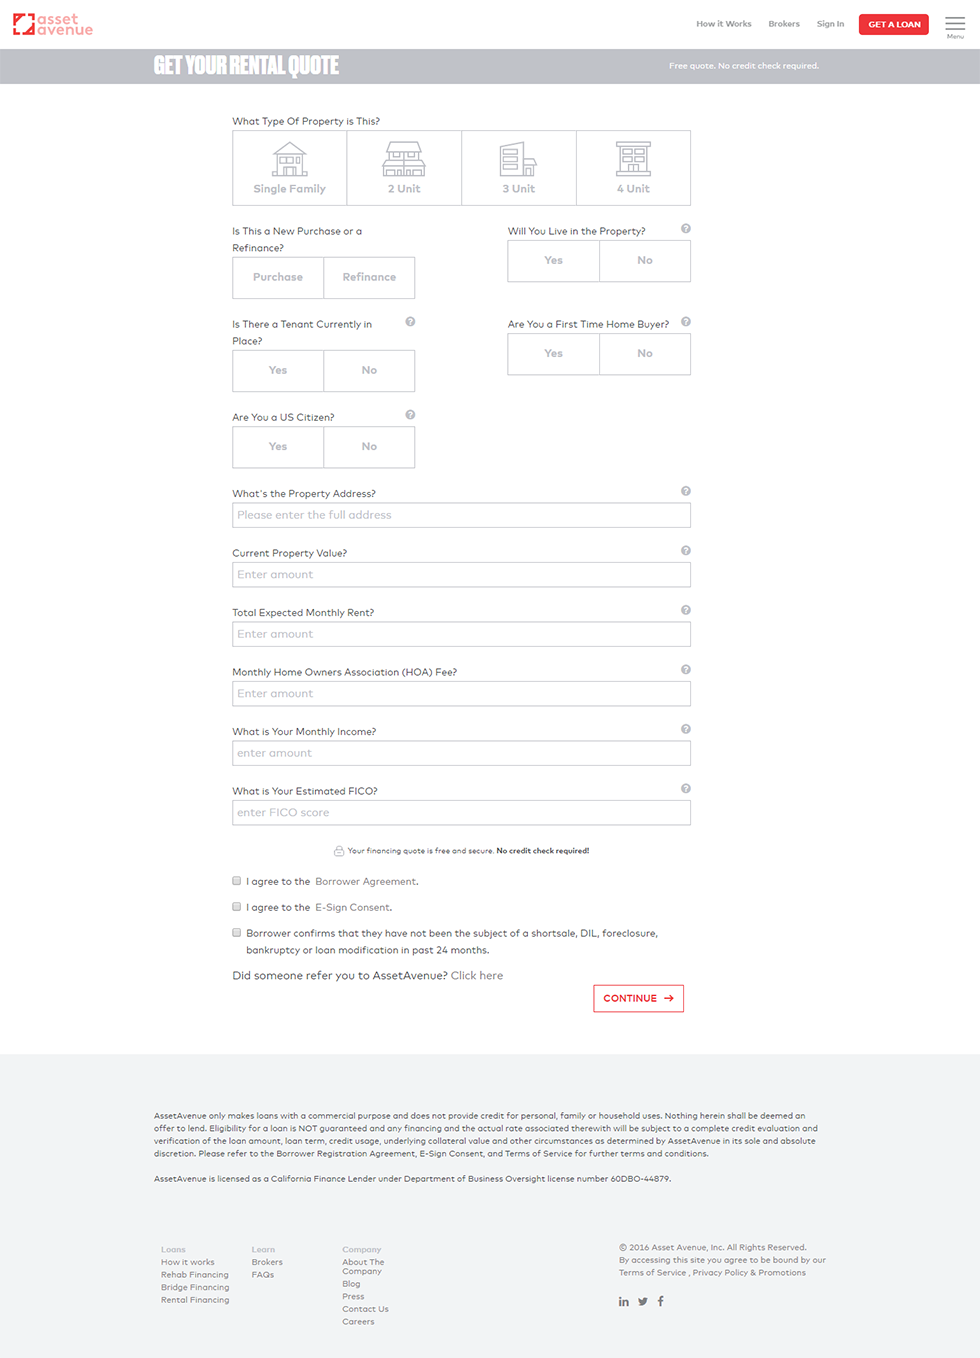 asset
avenue
How it Works
Brokers
Sign In
GET A LOAN
Menu
GET YOUR RENTAL QUOTE
Free quote. No credit check required.
What Type Of Property is This?
Single Family
2 Unit
3 Unit
4 Unit
Is This a New Purchase or a
Refinance?
Purchase
Refinance
Will You Live in the Property?
?
Yes
No
Is There a Tenant Currently in
Place?
?
Yes
No
Are You a First Time Home Buyer?
?
Yes
No
Are You a US Citizen?
?
Yes
No
What's the Property Address?
?
Please enter the full address
Current Property Value?
?
Enter amount
Total Expected Monthly Rent?
?
Enter amount
Monthly Home Owners Association (HOA) Fee?
?
Enter amount
What is Your Monthly Income?
?
enter amount
What is Your Estimated FICO?
?
enter FICO score
Your financing quote is free and secure. No credit check required!
I agree to the Borrower Agreement.
I agree to the E-Sign Consent.
Borrower confirms that they have not been the subject of a shortsale, DIL, foreclosure,
bankruptcy or loan modification in past 24 months.
Did someone refer you to AssetAvenue? Click here
CONTINUE →
AssetAvenue only makes loans with a commercial purpose and does not provide credit for personal, family or household uses. Nothing herein shall be deemed an
offer to lend. Eligibility for a loan is NOT guaranteed and any financing and the actual rate associated therewith will be subject to a complete credit evaluation and
verification of the loan amount, loan term, credit usage, underlying collateral value and other circumstances as determined by AssetAvenue in its sole and absolute
discretion. Please refer to the Borrower Registration Agreement, E-Sign Consent, and Terms of Service for further terms and conditions.
AssetAvenue is licensed as a California Finance Lender under Department of Business Oversight license number 60DBO-44879.
Loans
How it works
Rehab Financing
Bridge Financing
Rental Financing
Learn
Brokers
FAQs
Company
About The
Company
Blog
Press
Contact Us
Careers
© 2016 Asset Avenue, Inc. All Rights Reserved.
By accessing this site you agree to be bound by our
Terms of Service , Privacy Policy & Promotions